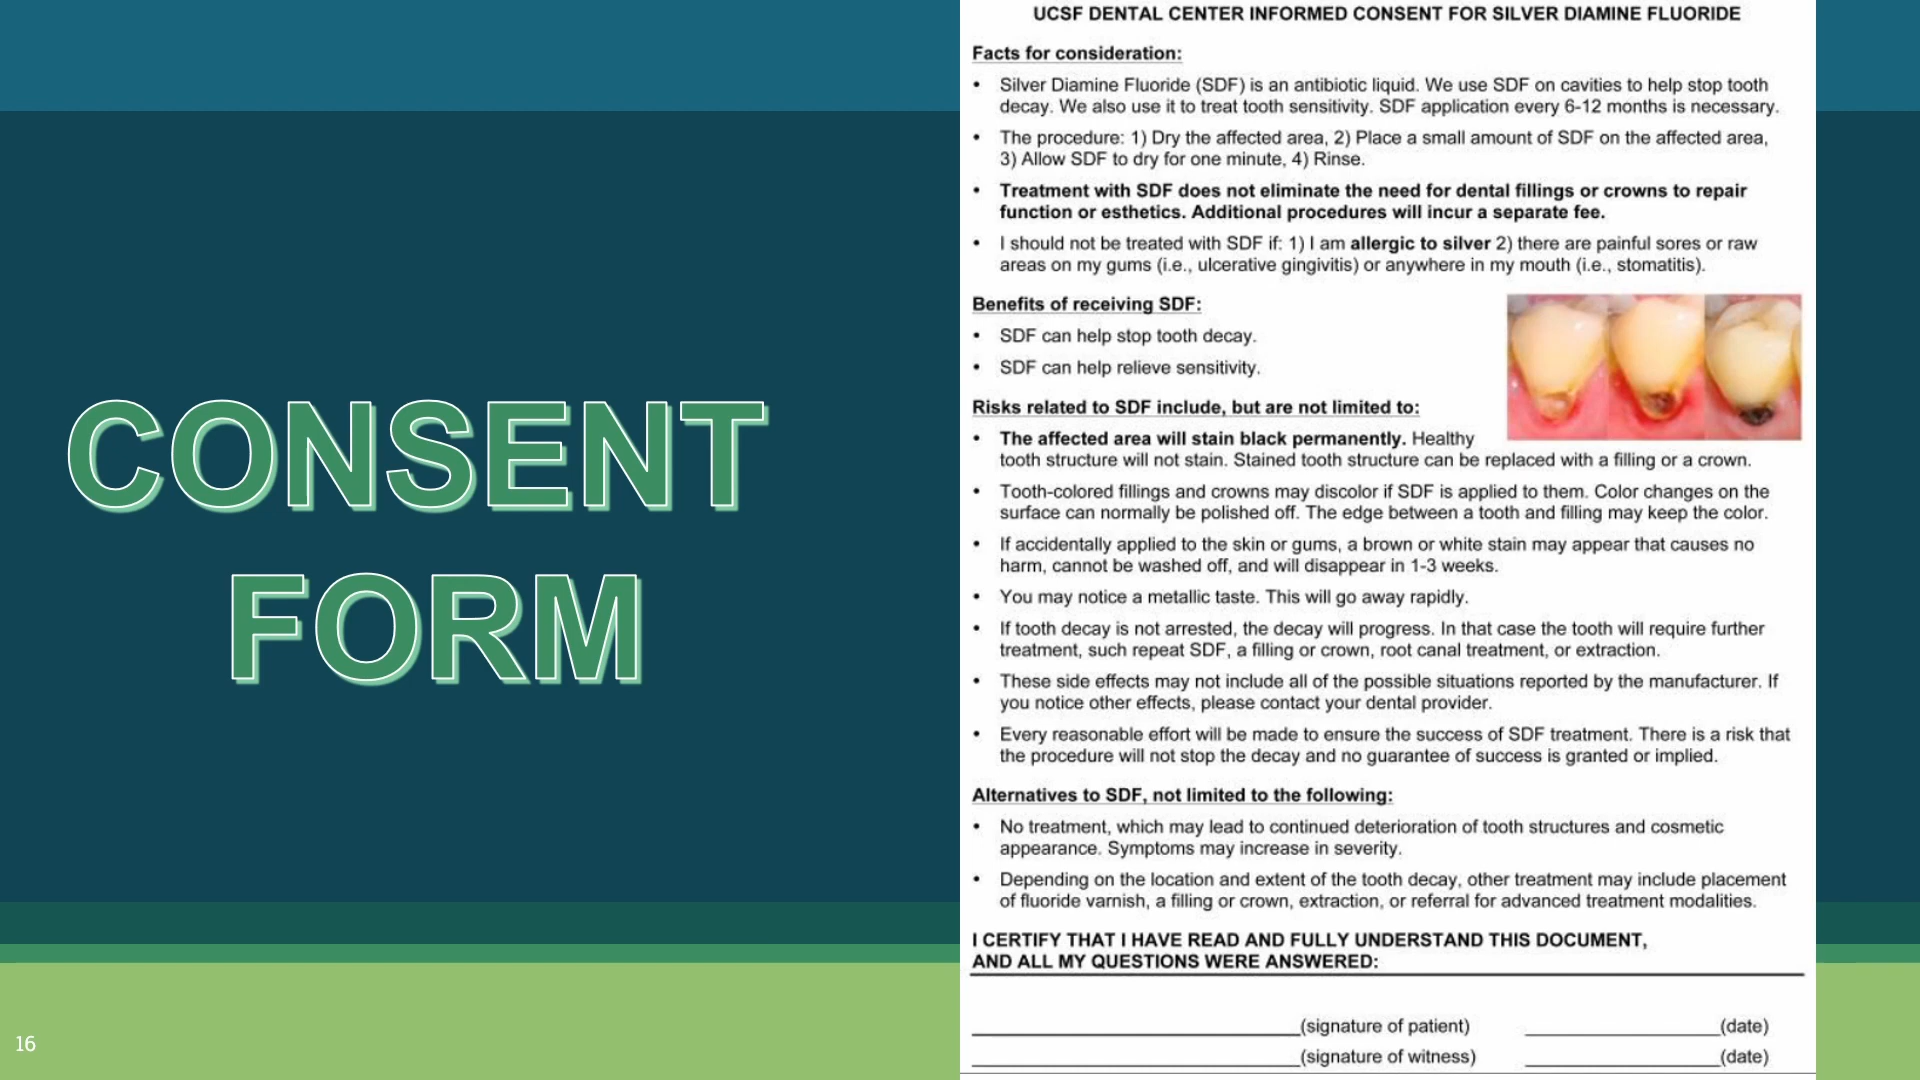 CONSENT
FORM
16
UCSF DENTAL CENTER INFORMED CONSENT FOR SILVER DIAMINE FLUORIDE
Facts for consideration:
• Silver Diamine Fluoride (SDF) is an antibiotic liquid. We use SDF on cavities to help stop tooth
decay. We also use it to treat tooth sensitivity. SDF application every 6-12 months is necessary.
• The procedure: 1) Dry the affected area, 2) Place a small amount of SDF on the affected area,
3) Allow SDF to dry for one minute, 4) Rinse.
• Treatment with SDF does not eliminate the need for dental fillings or crowns to repair
function or esthetics. Additional procedures will incur a separate fee.
• I should not be treated with SDF if: 1) I am allergic to silver 2) there are painful sores or raw
areas on my gums (i.e., ulcerative gingivitis) or anywhere in my mouth (i.e., stomatitis).
Benefits of receiving SDF:
• SDF can help stop tooth decay.
• SDF can help relieve sensitivity.
Risks related to SDF include, but are not limited to:
• The affected area will stain black permanently. Healthy
tooth structure will not stain. Stained tooth structure can be replaced with a filling or a crown.
• Tooth-colored fillings and crowns may discolor if SDF is applied to them. Color changes on the
surface can normally be polished off. The edge between a tooth and filling may keep the color.
• If accidentally applied to the skin or gums, a brown or white stain may appear that causes no
harm, cannot be washed off, and will disappear in 1-3 weeks.
• You may notice a metallic taste. This will go away rapidly.
• If tooth decay is not arrested, the decay will progress. In that case the tooth will require further
treatment, such repeat SDF, a filling or crown, root canal treatment, or extraction.
• These side effects may not include all of the possible situations reported by the manufacturer. If
you notice other effects, please contact your dental provider.
• Every reasonable effort will be made to ensure the success of SDF treatment. There is a risk that
the procedure will not stop the decay and no guarantee of success is granted or implied.
Alternatives to SDF, not limited to the following:
• No treatment, which may lead to continued deterioration of tooth structures and cosmetic
appearance. Symptoms may increase in severity.
• Depending on the location and extent of the tooth decay, other treatment may include placement
of fluoride varnish, a filling or crown, extraction, or referral for advanced treatment modalities.
I CERTIFY THAT I HAVE READ AND FULLY UNDERSTAND THIS DOCUMENT,
AND ALL MY QUESTIONS WERE ANSWERED:
(signature of patient) (date)
(signature of witness) (date)